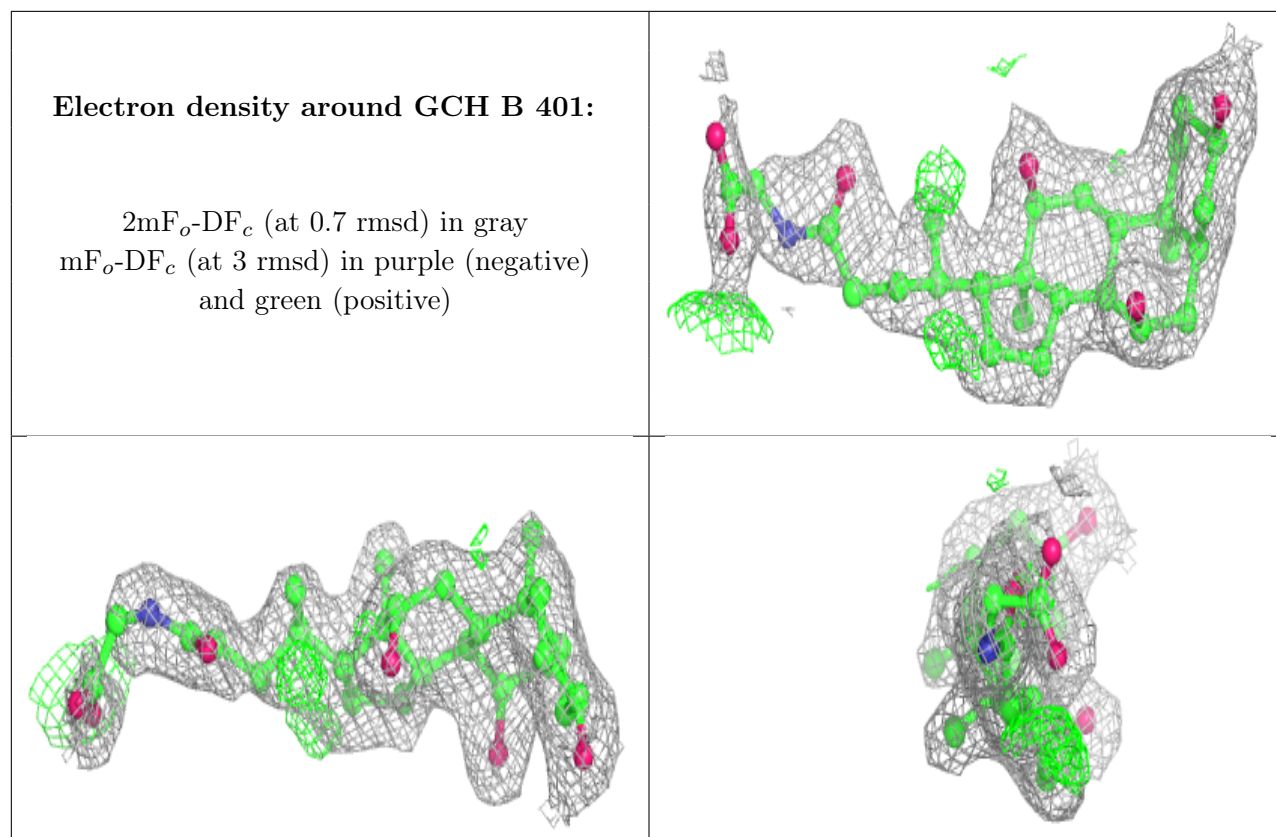 Electron density around GCH B 401:
2mFₒ-DF𝒸 (at 0.7 rmsd) in gray
mFₒ-DF𝒸 (at 3 rmsd) in purple (negative)
and green (positive)